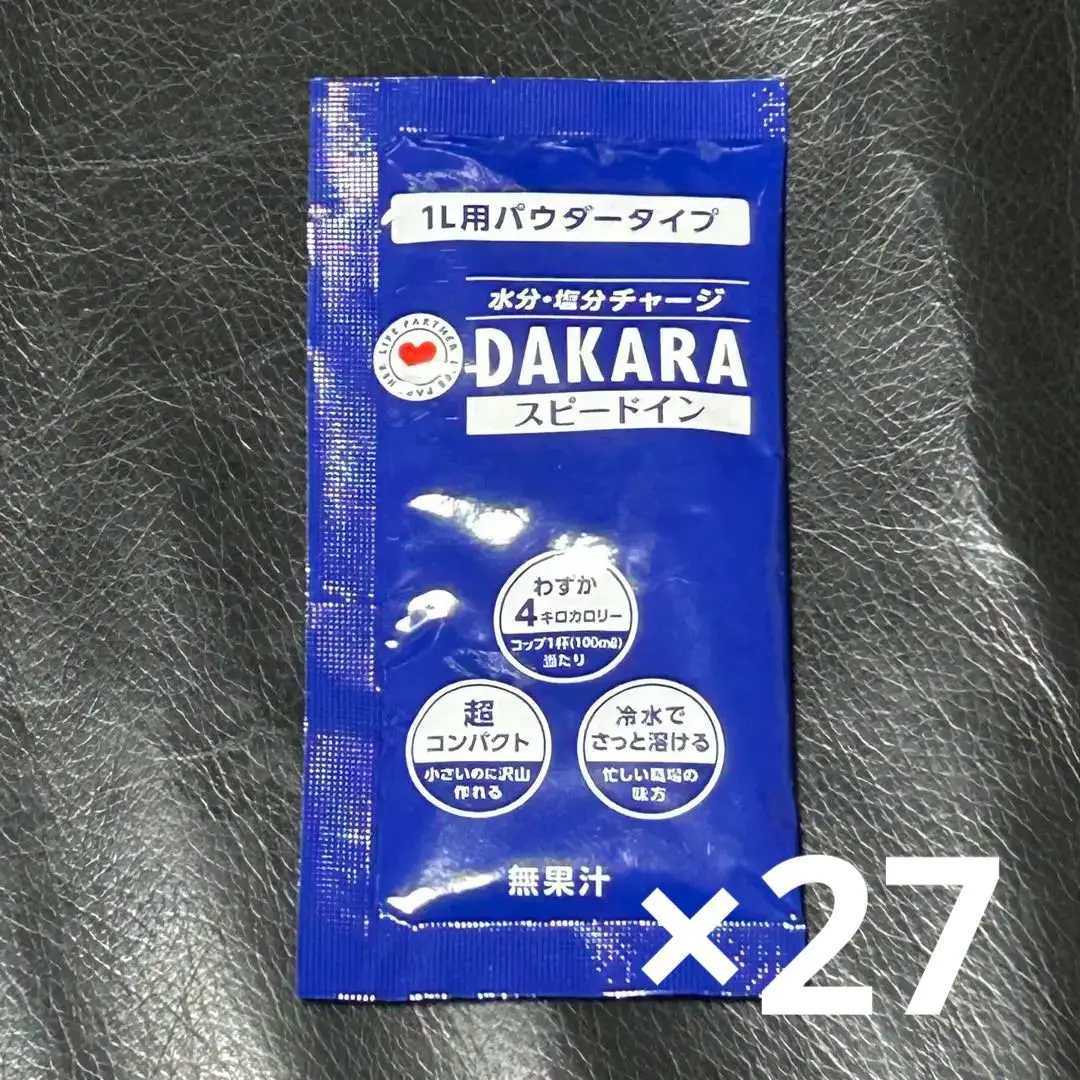 1L用パウダータイプ
水分・塩分チャージ
LIFE PARTNER LIFE PARTNER
DAKARA
スピードイン
わずか
4キロカロリー
コップ1杯(100mℓ)
当たり
超
コンパクト
小さいのに沢山
作れる
冷水で
さっと溶ける
忙しい職場の
味方
無果汁
×27